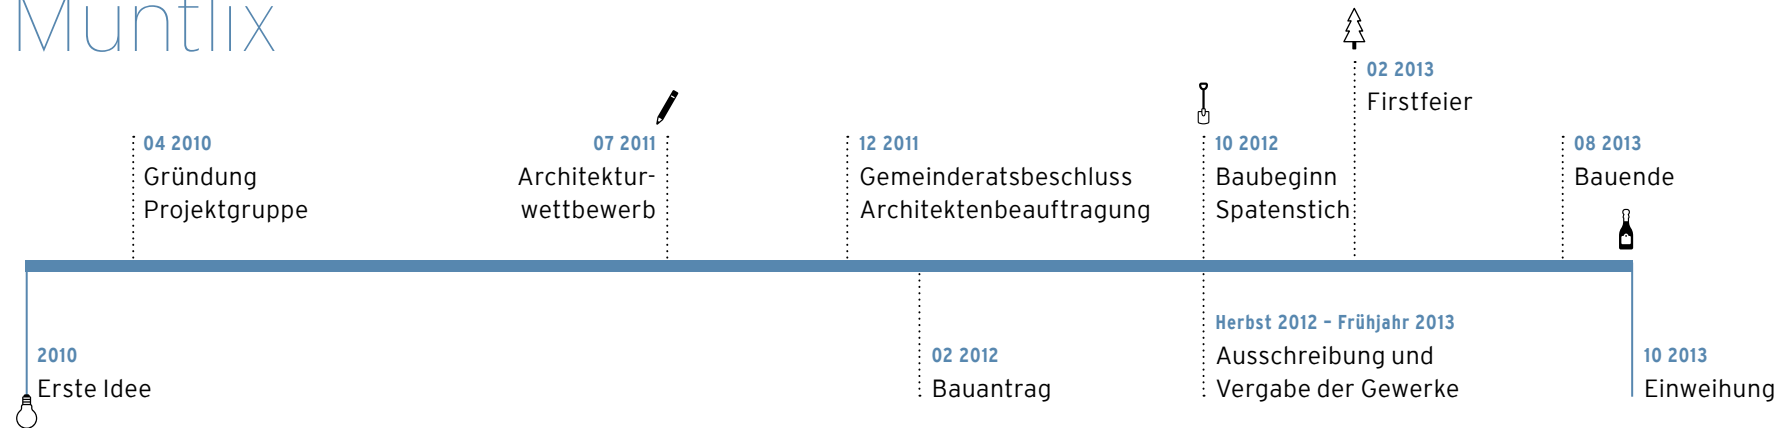 Muntlix
04 2010
Gründung
Projektgruppe
07 2011
Architektur-
wettbewerb
12 2011
Gemeinderatsbeschluss
Architektenbeauftragung
10 2012
Baubeginn
Spatenstich
02 2013
Firstfeier
08 2013
Bauende
2010
Erste Idee
02 2012
Bauantrag
Herbst 2012 – Frühjahr 2013
Ausschreibung und
Vergabe der Gewerke
10 2013
Einweihung